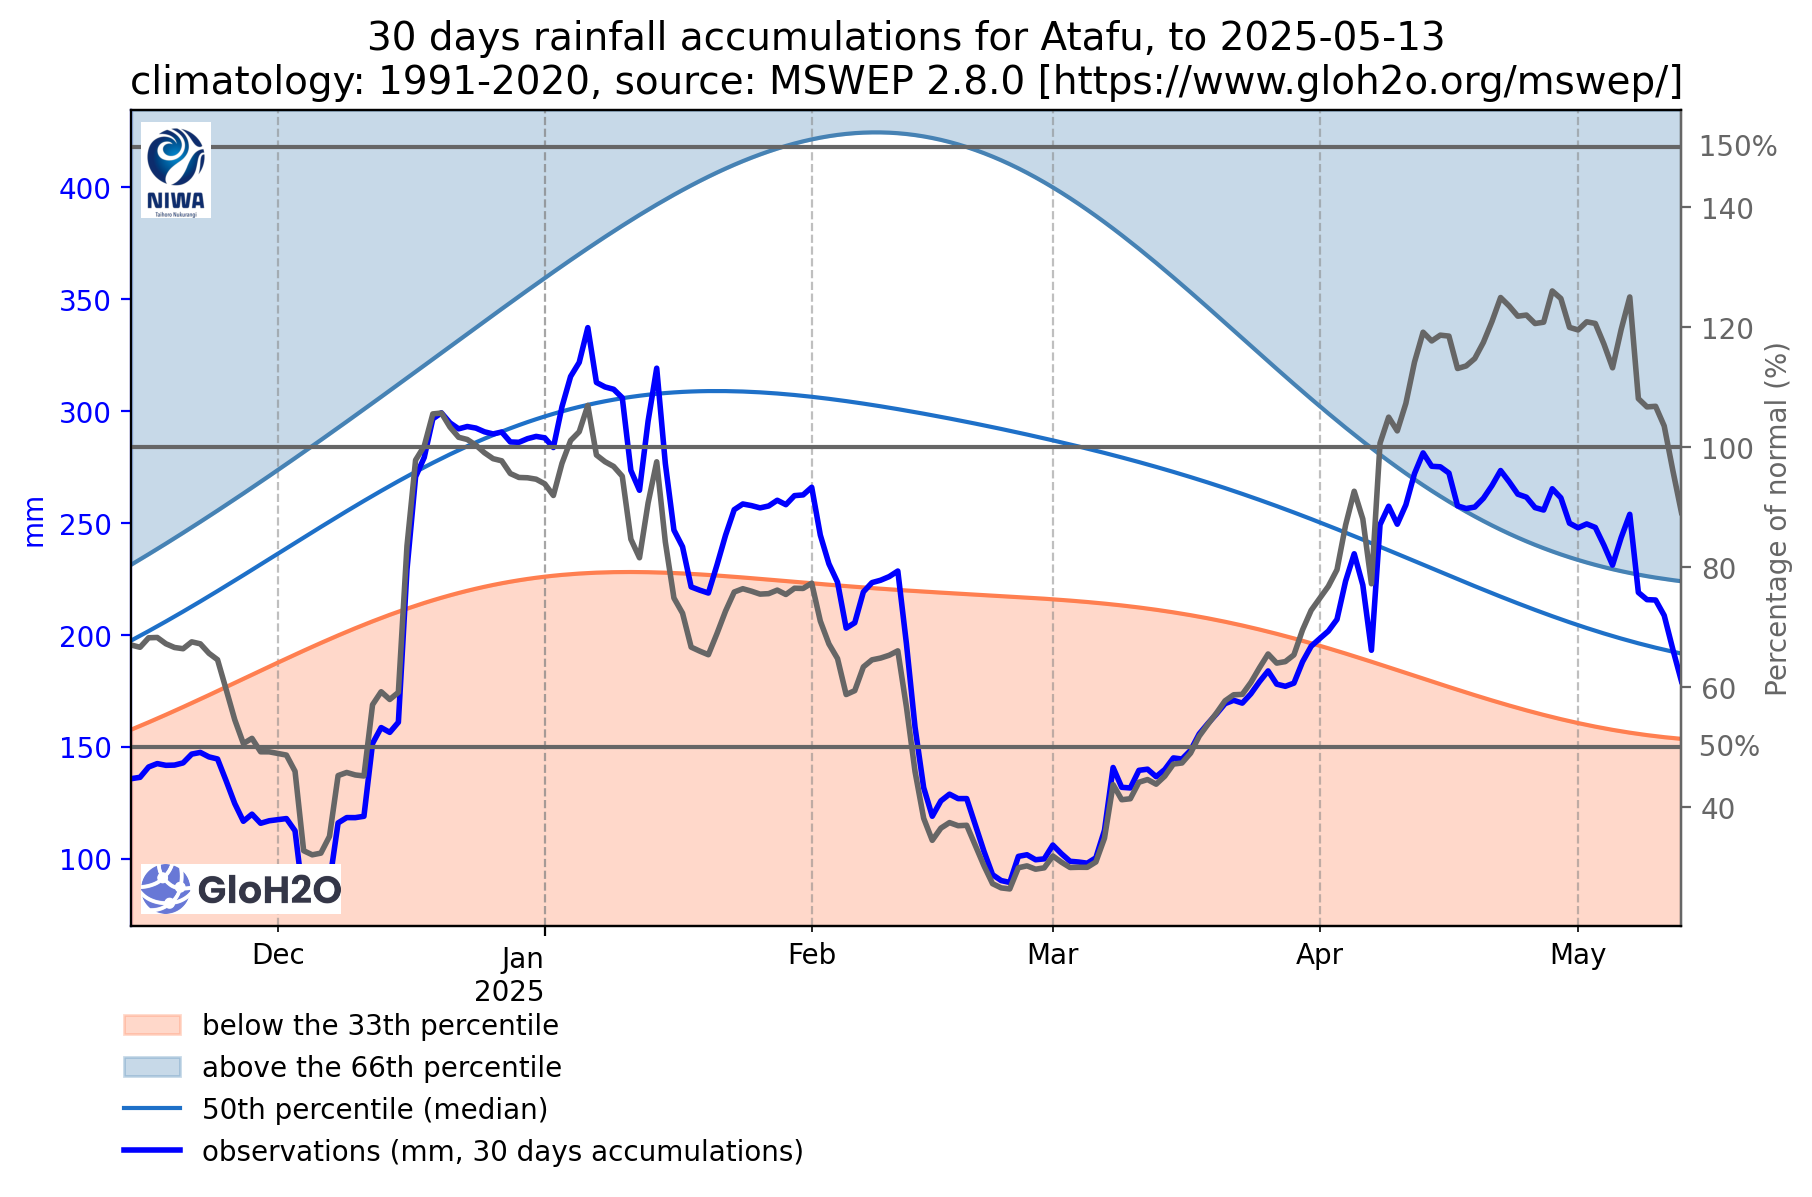 30 days rainfall accumulations for Atafu, to 2025-05-13
climatology: 1991-2020, source: MSWEP 2.8.0 [https://www.gloh2o.org/mswep/]
NIWA
Taihoro Nukurangi
400
350
300
250
200
150
100
mm
150%
140
120
100
80
60
50%
40
Percentage of normal (%)
GloH2O
Dec
Jan
2025
Feb
Mar
Apr
May
below the 33th percentile
above the 66th percentile
50th percentile (median)
observations (mm, 30 days accumulations)